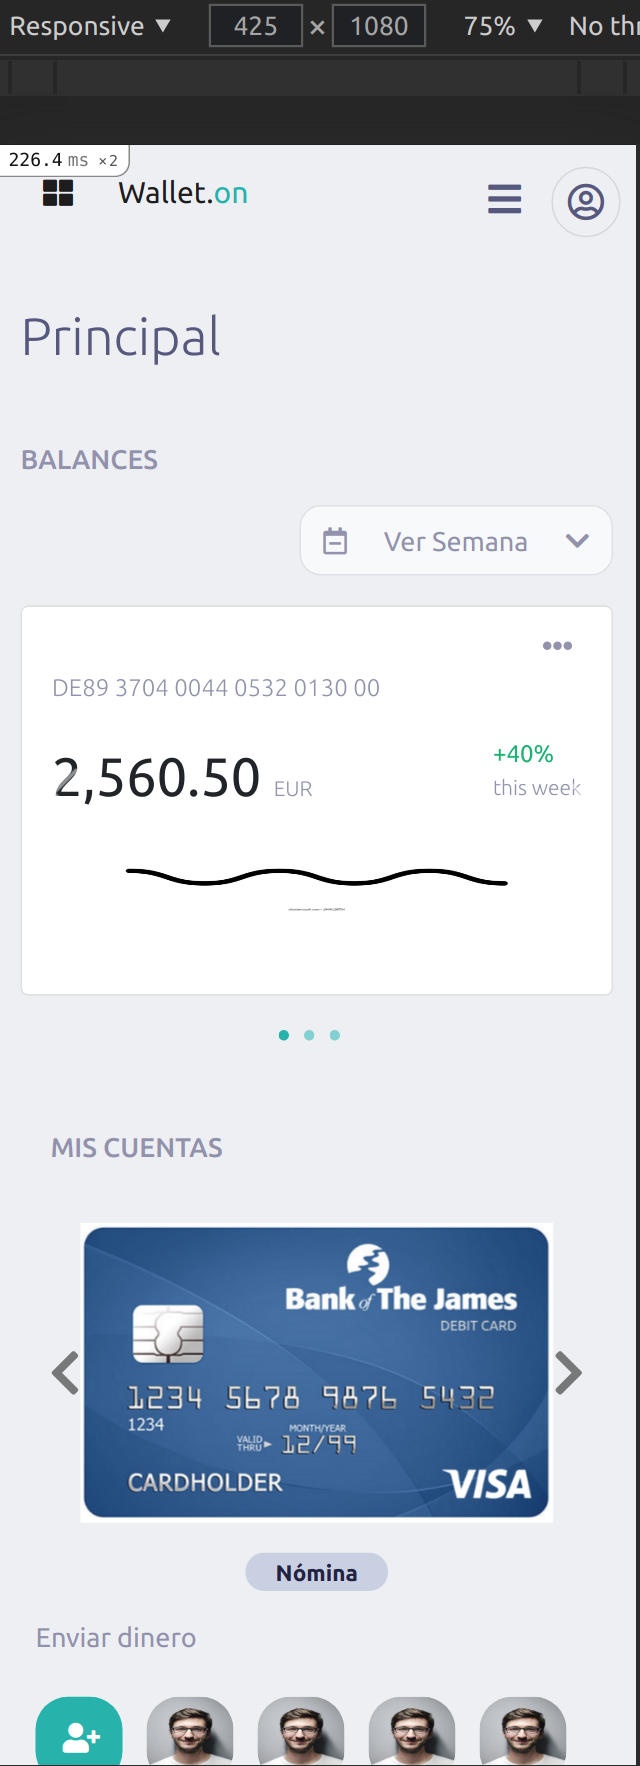 Responsive ▼ 425 × 1080 75% ▼ No thr
226.4 ms ×2
Wallet.on
Principal
BALANCES
Ver Semana
DE89 3704 0044 0532 0130 00
2,560.50 EUR
+40%
this week
MIS CUENTAS
Bank of The James
DEBIT CARD
1234 5678 9876 5432
1234
MONTH/YEAR
VALID THRU 12/99
CARDHOLDER
VISA
Nómina
Enviar dinero